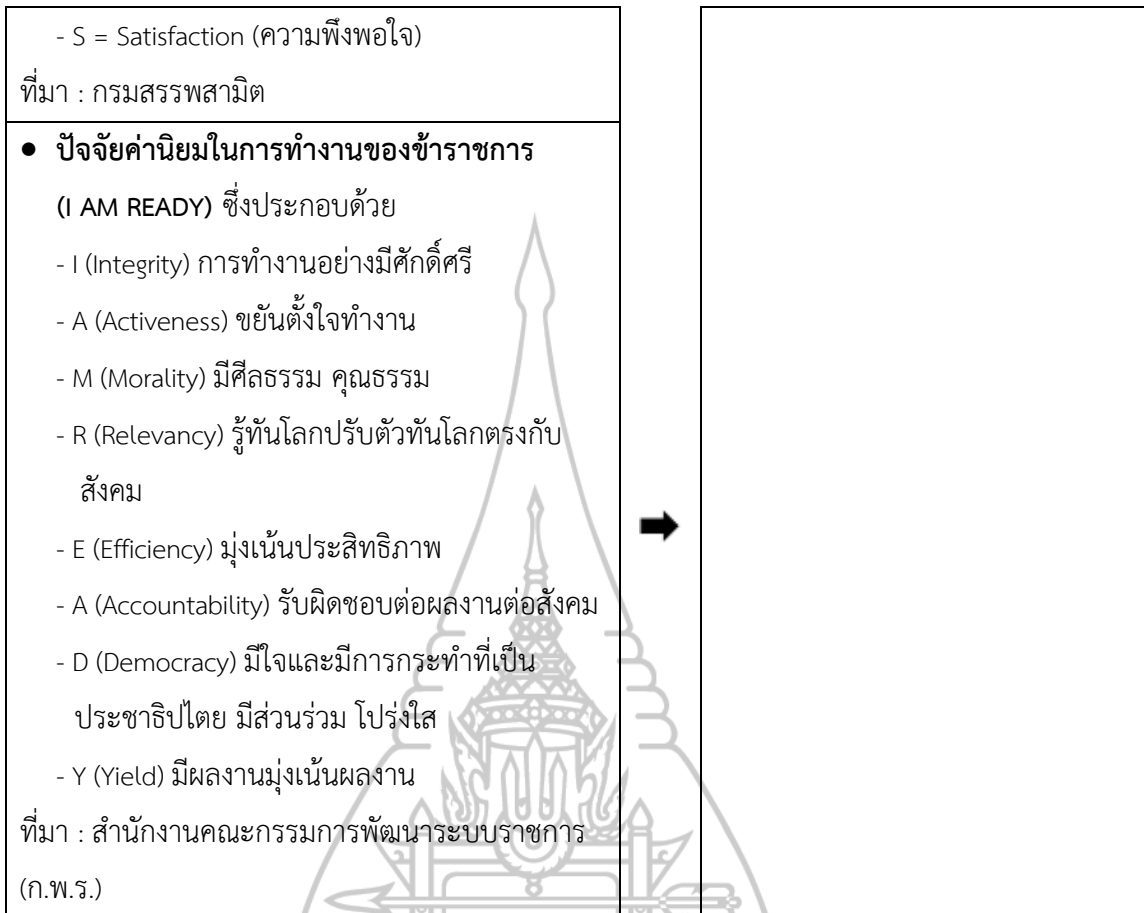 - S = Satisfaction (ความพึงพอใจ)
ที่มา : กรมสรรพสามิต
● ปัจจัยค่านิยมในการทำงานของข้าราชการ
(I AM READY) ซึ่งประกอบด้วย
- I (Integrity) การทำงานอย่างมีศักดิ์ศรี
- A (Activeness) ขยันตั้งใจทำงาน
- M (Morality) มีศีลธรรม คุณธรรม
- R (Relevancy) รู้ทันโลกปรับตัวทันโลกตรงกับ
สังคม
- E (Efficiency) มุ่งเน้นประสิทธิภาพ
- A (Accountability) รับผิดชอบต่อผลงานต่อสังคม
- D (Democracy) มีใจและมีการกระทำที่เป็น
ประชาธิปไตย มีส่วนร่วม โปร่งใส
- Y (Yield) มีผลงานมุ่งเน้นผลงาน
ที่มา : สำนักงานคณะกรรมการพัฒนาระบบราชการ
(ก.พ.ร.)